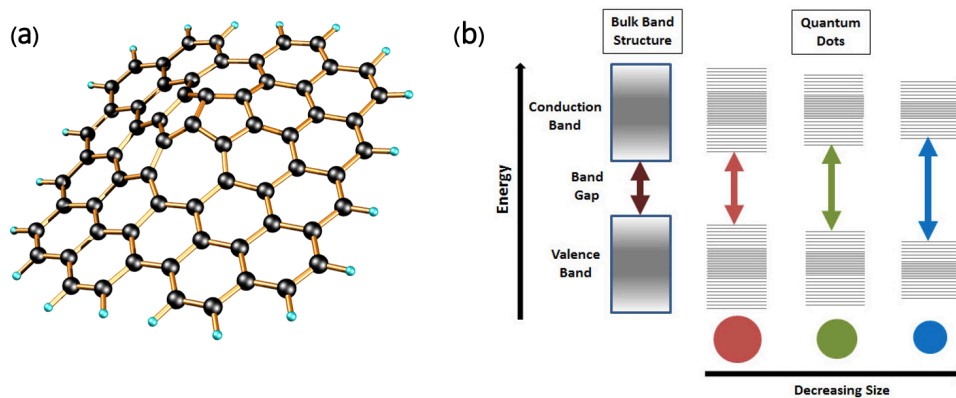 (a)
(b)
Bulk Band
Structure
Quantum
Dots
Energy
Conduction
Band
Band
Gap
Valence
Band
Decreasing Size